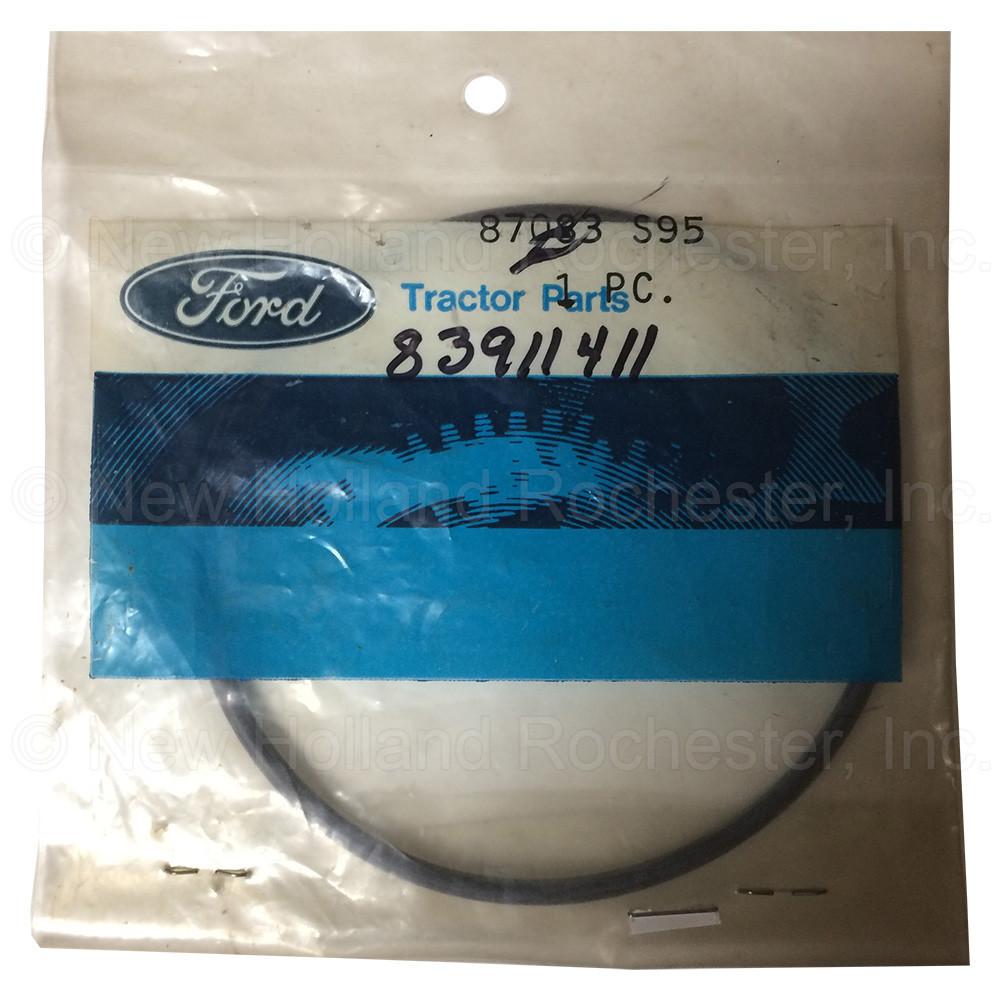 87083 S95
Ford
Tractor Parts
1 PC.
83911411
© New Holland Rochester, Inc.
© New Holland Rochester, Inc.
© New Holland Rochester, Inc.